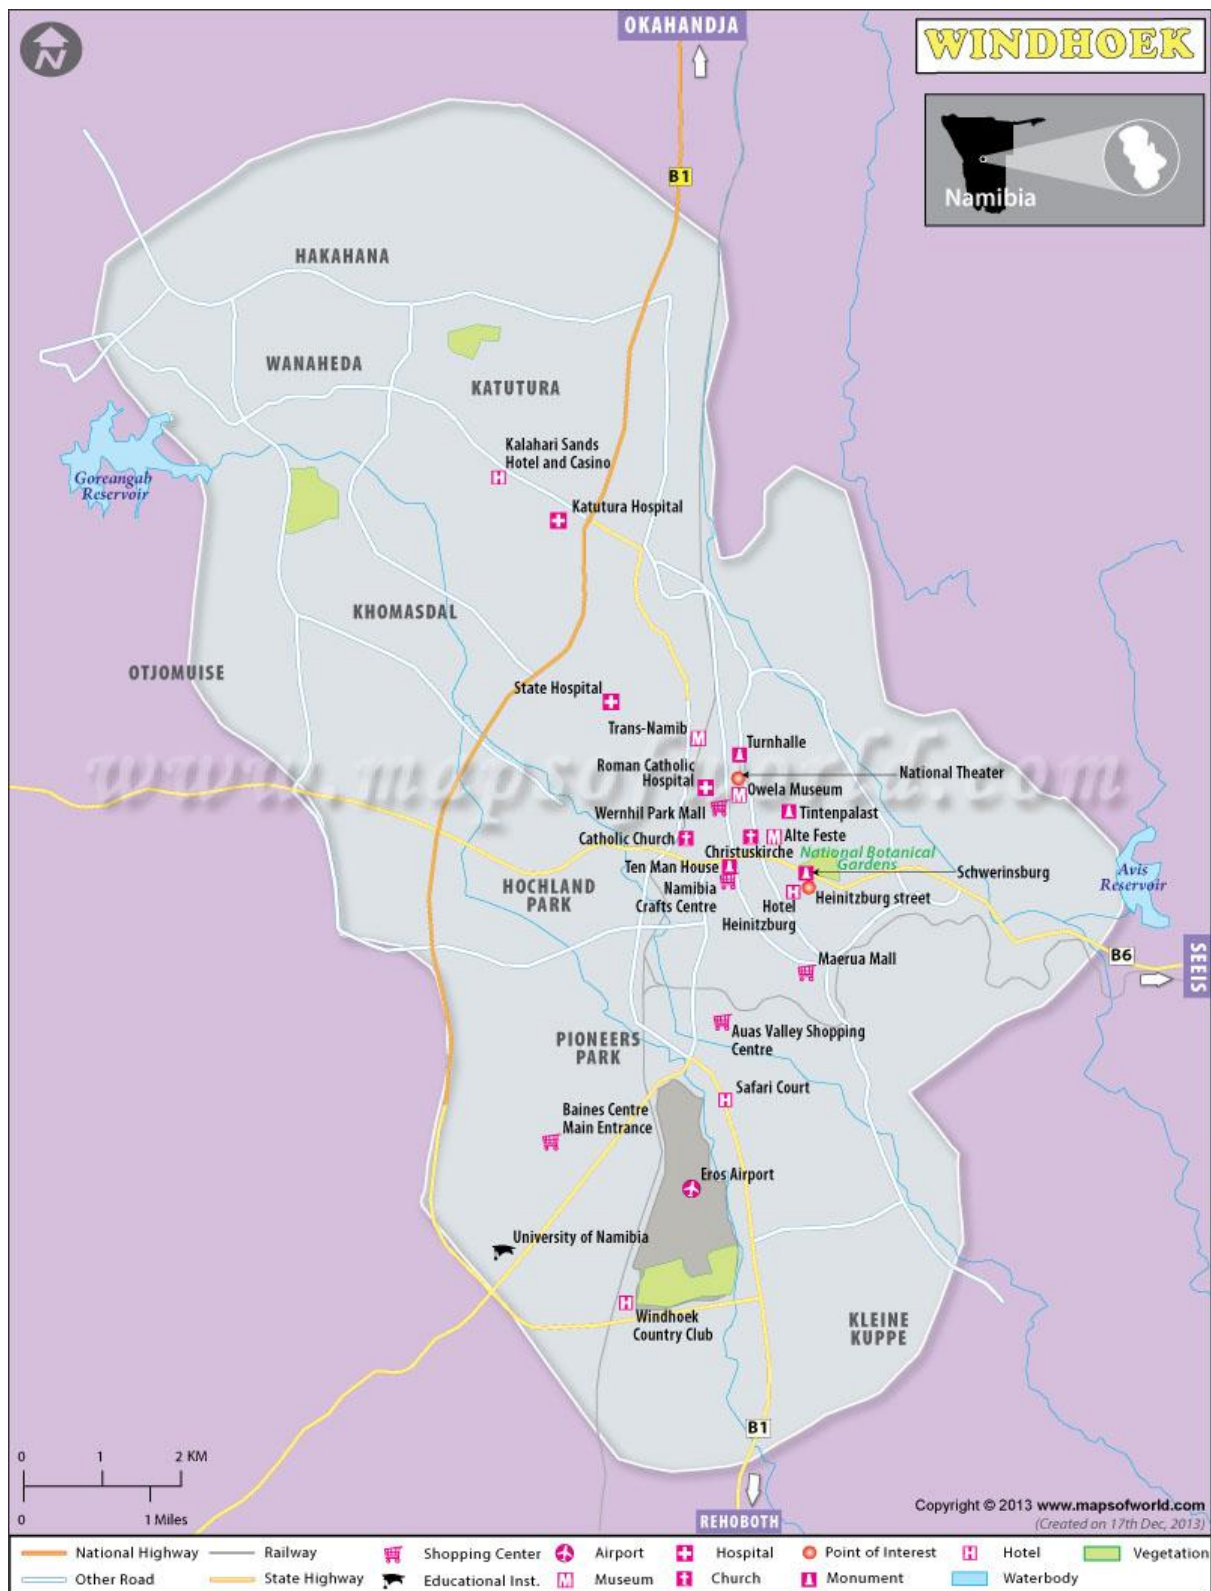 OKAHANDJA
WINDHOEK
N
Namibia
B1
HAKAHANA
WANAHEDA
KATUTURA
Kalahari Sands
Hotel and Casino
Goreangab
Reservoir
Katutura Hospital
KHOMASDAL
OTJOMUISE
State Hospital
Trans-Namib
Turnhalle
www.mapsofworld.com
Roman Catholic
Hospital
National Theater
Owela Museum
Wernhil Park Mall
Tintenpalast
Catholic Church
Alte Feste
Christuskirche
National Botanical
Gardens
Ten Man House
Schwerinsburg
Avis
Reservoir
HOCHLAND
PARK
Namibia
Crafts Centre
Hotel
Heinitzburg
Heinitzburg street
Maerua Mall
B6
SEEIS
PIONEERS
PARK
Auas Valley Shopping
Centre
Safari Court
Baines Centre
Main Entrance
Eros Airport
University of Namibia
Windhoek
Country Club
KLEINE
KUPPE
B1
0 1 2 KM
0 1 Miles
REHOBOTH
Copyright © 2013 www.mapsofworld.com
(Created on 17th Dec, 2013)
National Highway Railway Shopping Center Airport Hospital Point of Interest Hotel Vegetation
Other Road State Highway Educational Inst. Museum Church Monument Waterbody